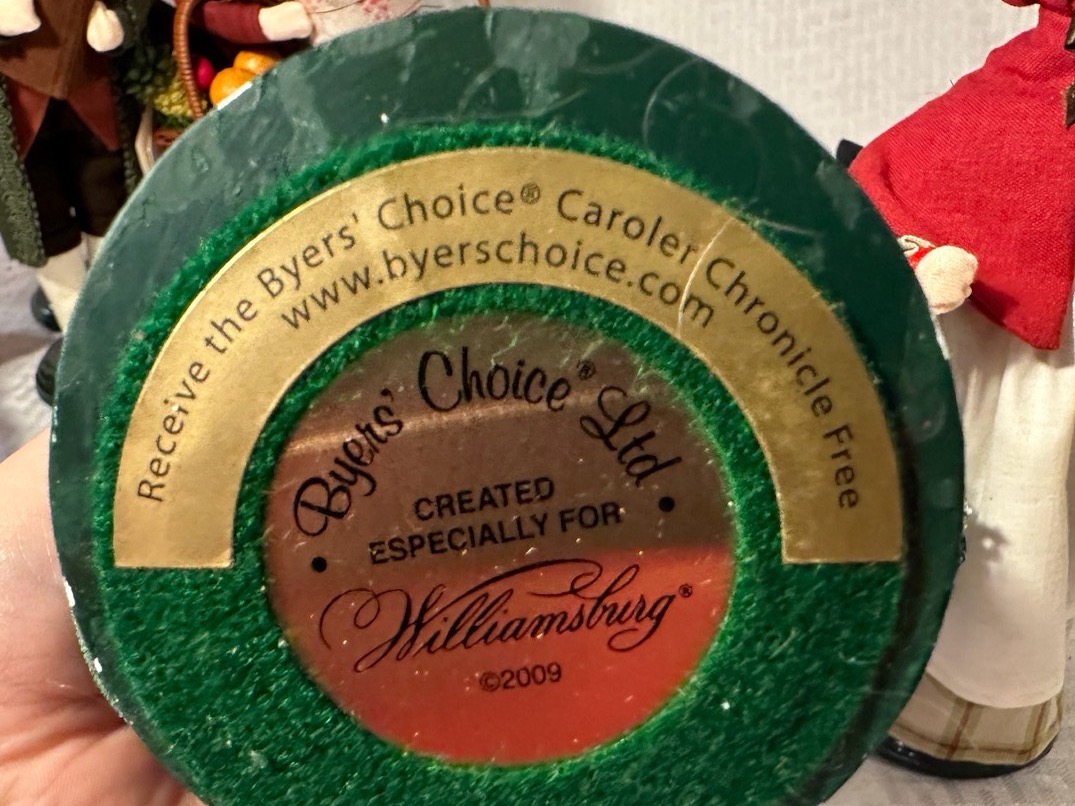 Receive the Byers' Choice® Caroler Chronicle Free
www.byerschoice.com
Byers' Choice® Ltd
CREATED
ESPECIALLY FOR
Williamsburg®
©2009